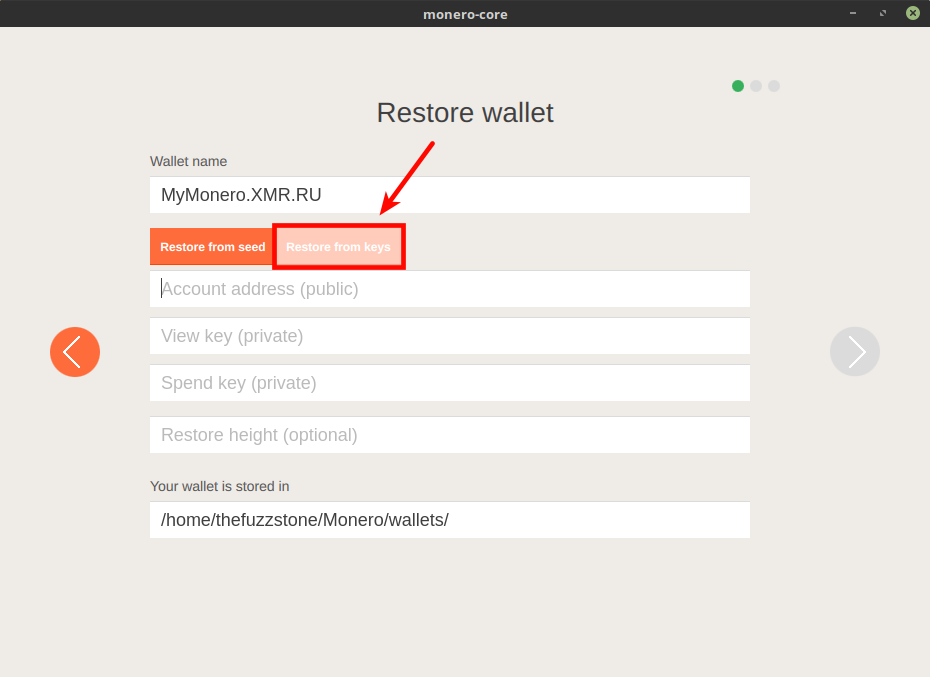 monero-core
Restore wallet
Wallet name
MyMonero.XMR.RU
Restore from seed Restore from keys
Account address (public)
View key (private)
Spend key (private)
Restore height (optional)
Your wallet is stored in
/home/thefuzzstone/Monero/wallets/